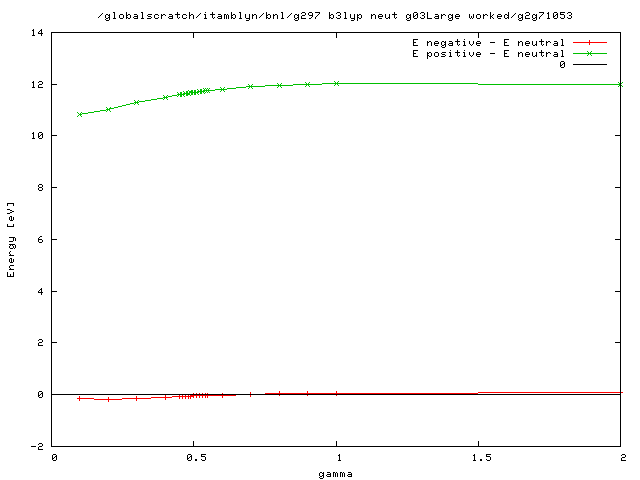 /globalscratch/itamblyn/bnl/g297 b3lyp neut g03Large worked/g2g71053
14
E negative - E neutral
E positive - E neutral
0
12
10
8
6
4
2
0
-2
Energy [eV]
0 0.5 1 1.5 2
gamma